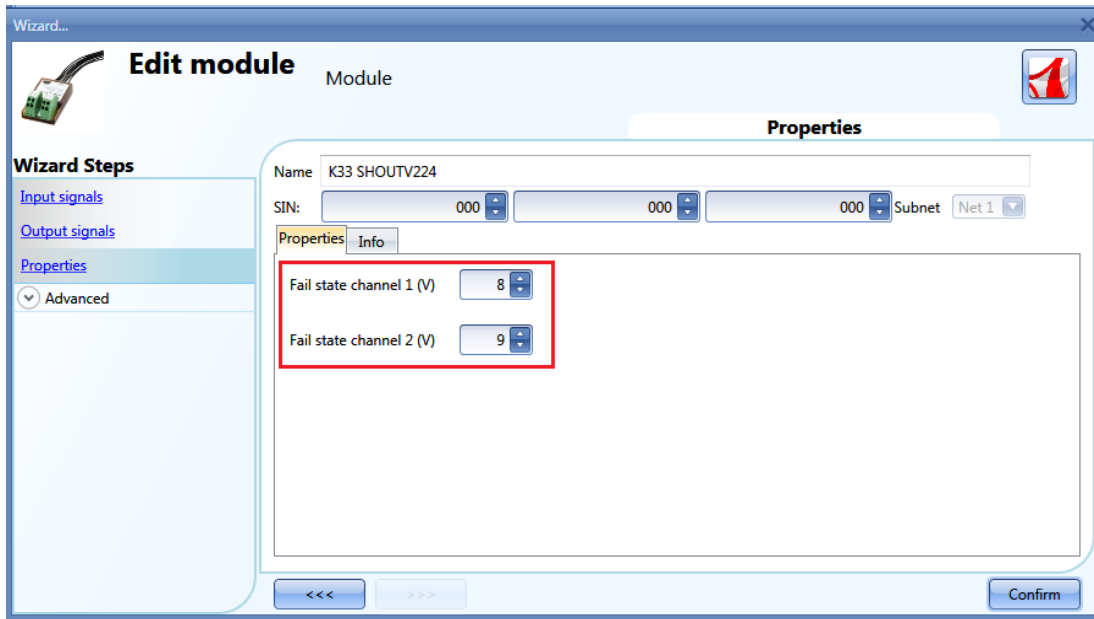 Wizard...
Edit module
Module
Properties
Wizard Steps
Input signals
Output signals
Properties
Advanced
Name K33 SHOUTV224
SIN: 000 000 000 Subnet Net 1
Properties Info
Fail state channel 1 (V) 8
Fail state channel 2 (V) 9
<<< >>> Confirm